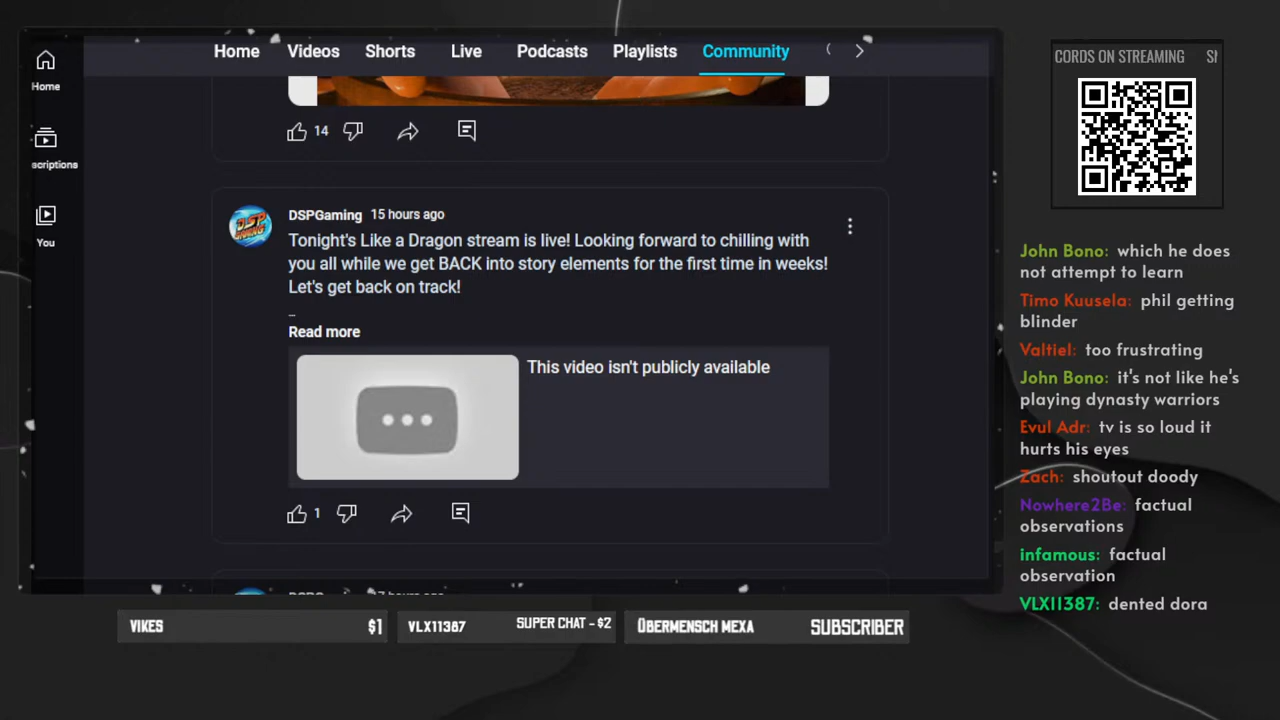 Home Videos Shorts Live Podcasts Playlists Community
Home
scriptions
You
14
DSPGaming 15 hours ago
Tonight's Like a Dragon stream is live! Looking forward to chilling with
you all while we get BACK into story elements for the first time in weeks!
Let's get back on track!
_
Read more
This video isn't publicly available
1
CORDS ON STREAMING
John Bono: which he does
not attempt to learn
Timo Kuusela: phil getting
blinder
Valtiel: too frustrating
John Bono: it's not like he's
playing dynasty warriors
Evul Adr: tv is so loud it
hurts his eyes
Zach: shoutout doody
Nowhere2Be: factual
observations
infamous: factual
observation
VLX11387: dented dora
VIKES $1
VLX11387 SUPER CHAT - $2
ÜBERMENSCH MEXA SUBSCRIBER